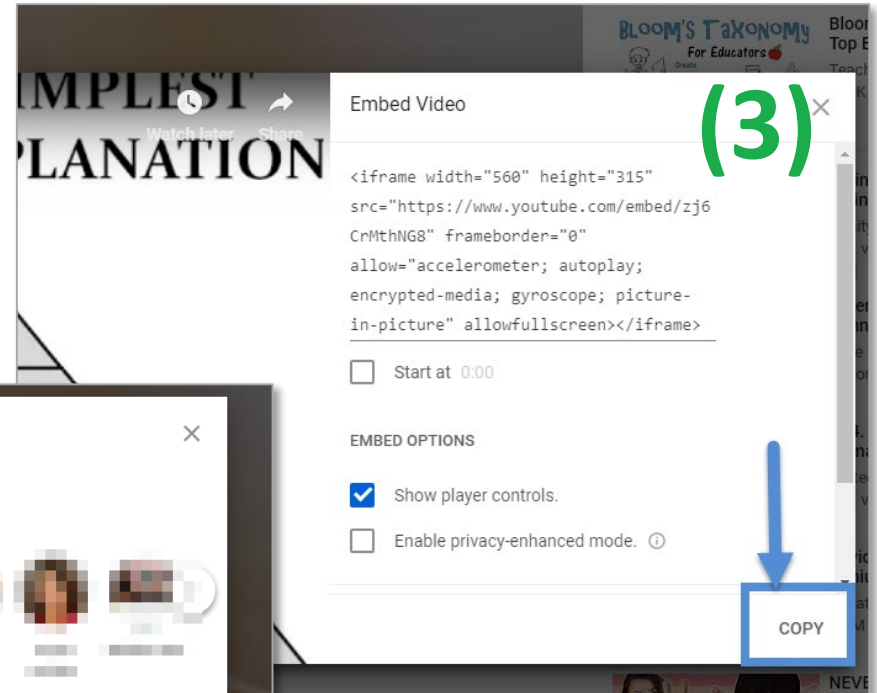 BLOOM'S TAXONOMY
For Educators
Create
Bloom
Top E
Teach
IMPLEST
PLANATION
Watch later
Share
Embed Video
(3)
<iframe width="560" height="315"
src="https://www.youtube.com/embed/zj6
CrMthNG8" frameborder="0"
allow="accelerometer; autoplay;
encrypted-media; gyroscope; picture-
in-picture" allowfullscreen></iframe>
Start at 0:00
EMBED OPTIONS
Show player controls.
Enable privacy-enhanced mode.
COPY
NEVE